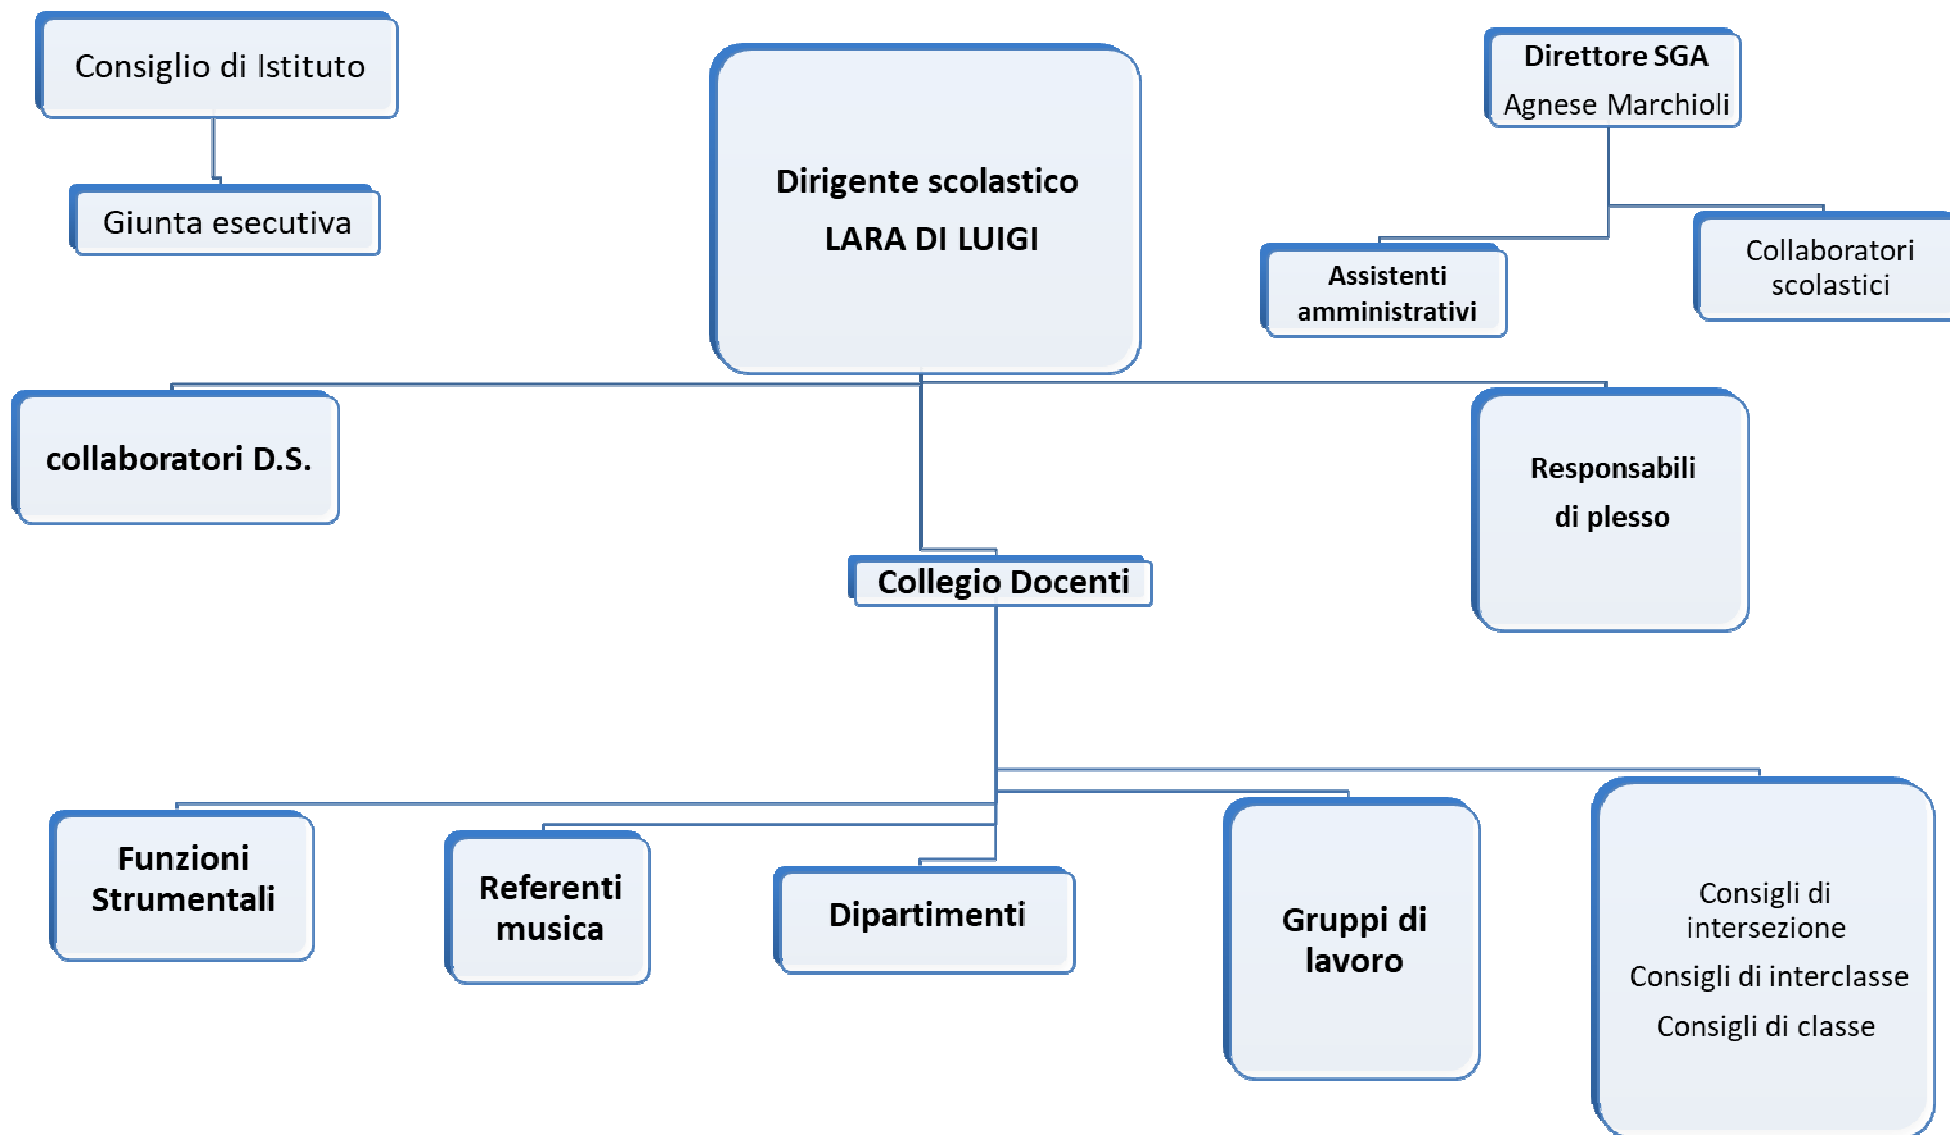 Consiglio di Istituto
Giunta esecutiva
Dirigente scolastico
LARA DI LUIGI
Direttore SGA
Agnese Marchioli
Assistenti
amministrativi
Collaboratori
scolastici
collaboratori D.S.
Responsabili
di plesso
Collegio Docenti
Funzioni
Strumentali
Referenti
musica
Dipartimenti
Gruppi di
lavoro
Consigli di
intersezione
Consigli di interclasse
Consigli di classe